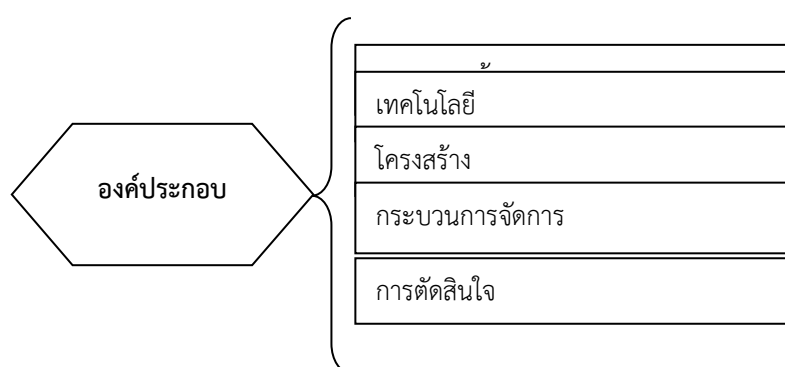 องค์ประกอบ
เทคโนโลยี
โครงสร้าง
กระบวนการจัดการ
การตัดสินใจ